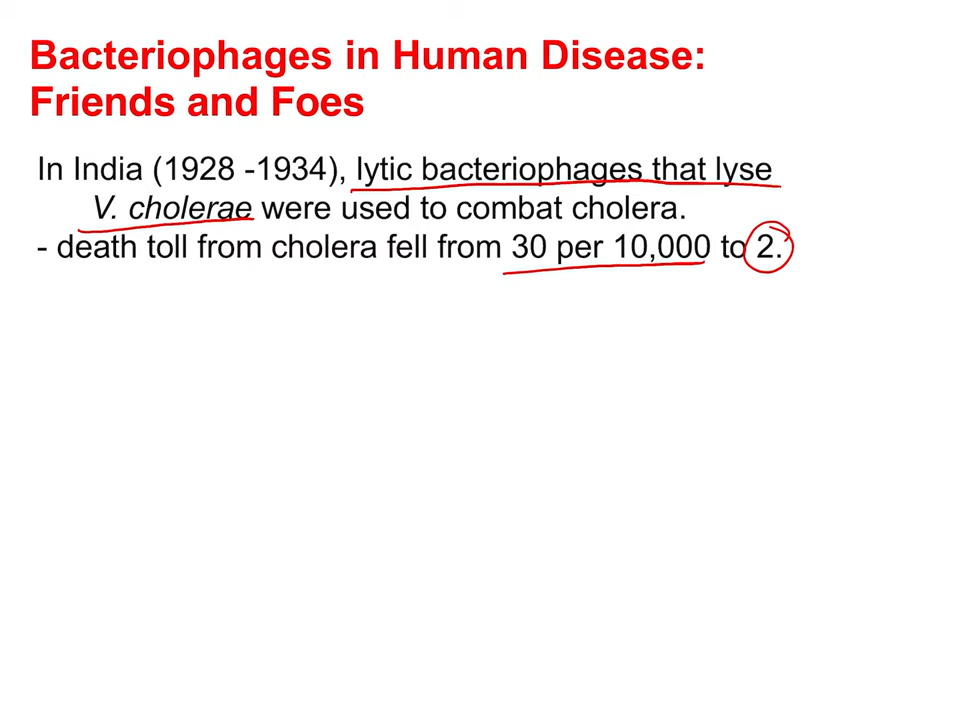 Bacteriophages in Human Disease:
Friends and Foes
In India (1928 -1934), lytic bacteriophages that lyse
V. cholerae were used to combat cholera.
- death toll from cholera fell from 30 per 10,000 to 2.